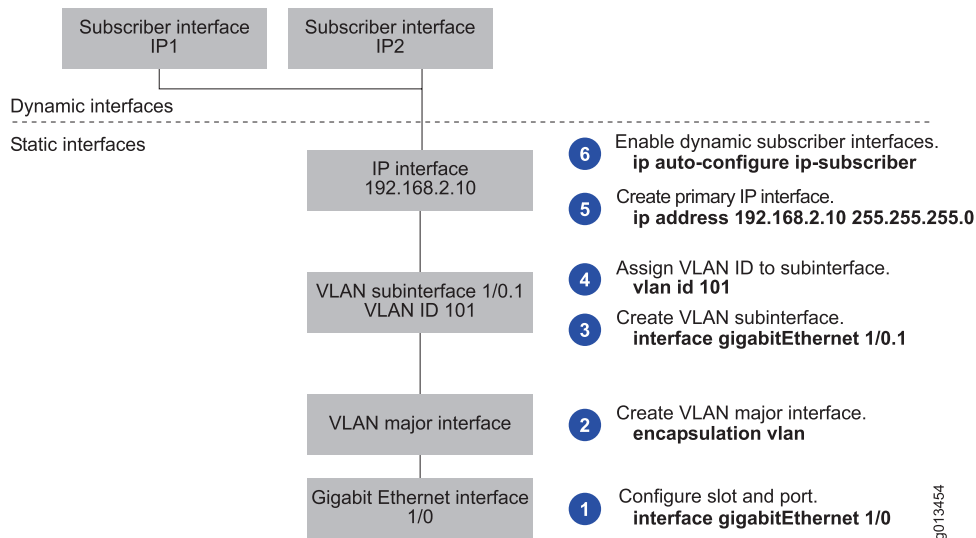 Subscriber interface
IP1
Subscriber interface
IP2
Dynamic interfaces
Static interfaces
IP interface
192.168.2.10
6
Enable dynamic subscriber interfaces.
ip auto-configure ip-subscriber
5
Create primary IP interface.
ip address 192.168.2.10 255.255.255.0
VLAN subinterface 1/0.1
VLAN ID 101
4
Assign VLAN ID to subinterface.
vlan id 101
3
Create VLAN subinterface.
interface gigabitEthernet 1/0.1
VLAN major interface
2
Create VLAN major interface.
encapsulation vlan
Gigabit Ethernet interface
1/0
1
Configure slot and port.
interface gigabitEthernet 1/0
g013454